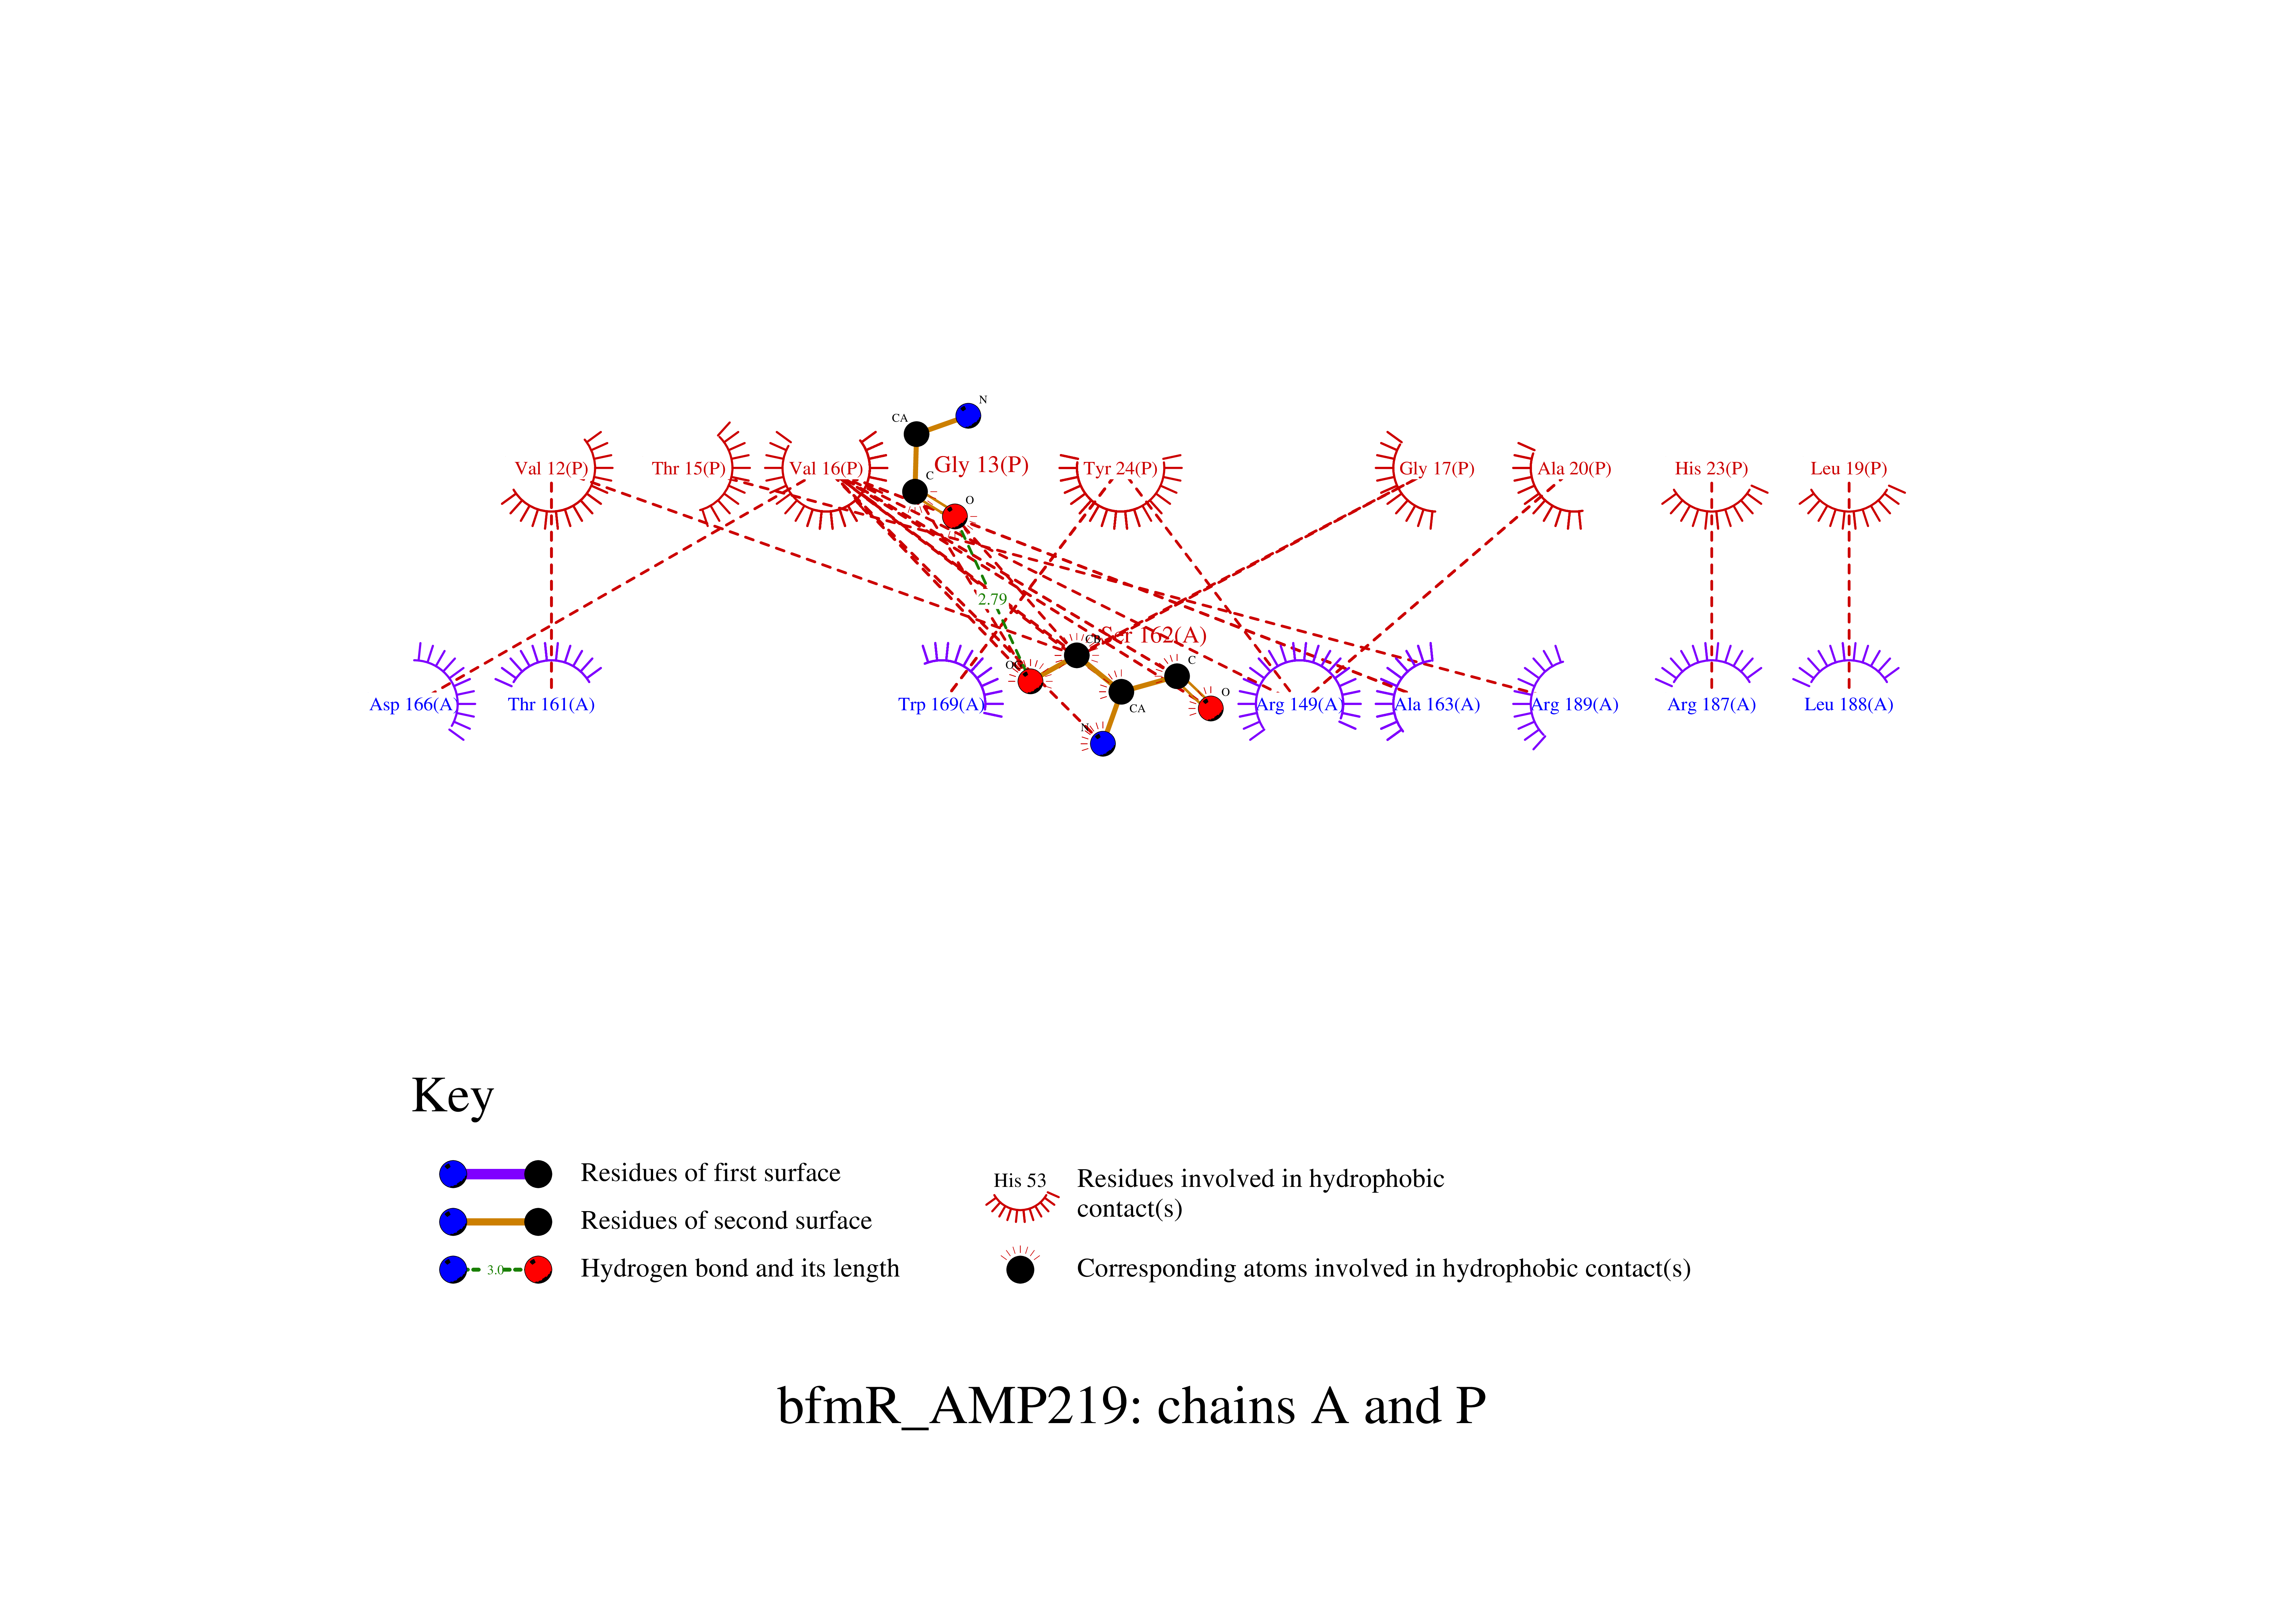 N
CA
Val 12(P) Thr 15(P) Val 16(P) Gly 13(P) Tyr 24(P) Gly 17(P) Ala 20(P) His 23(P) Leu 19(P)
C
O
2.79
Ser 162(A)
CB
C
O
CA
N
Asp 166(A) Thr 161(A) Trp 169(A) Arg 149(A) Ala 163(A) Arg 189(A) Arg 187(A) Leu 188(A)
Key
Residues of first surface
Residues of second surface
3.0
Hydrogen bond and its length
His 53
Residues involved in hydrophobic
contact(s)
Corresponding atoms involved in hydrophobic contact(s)
bfmR_AMP219: chains A and P